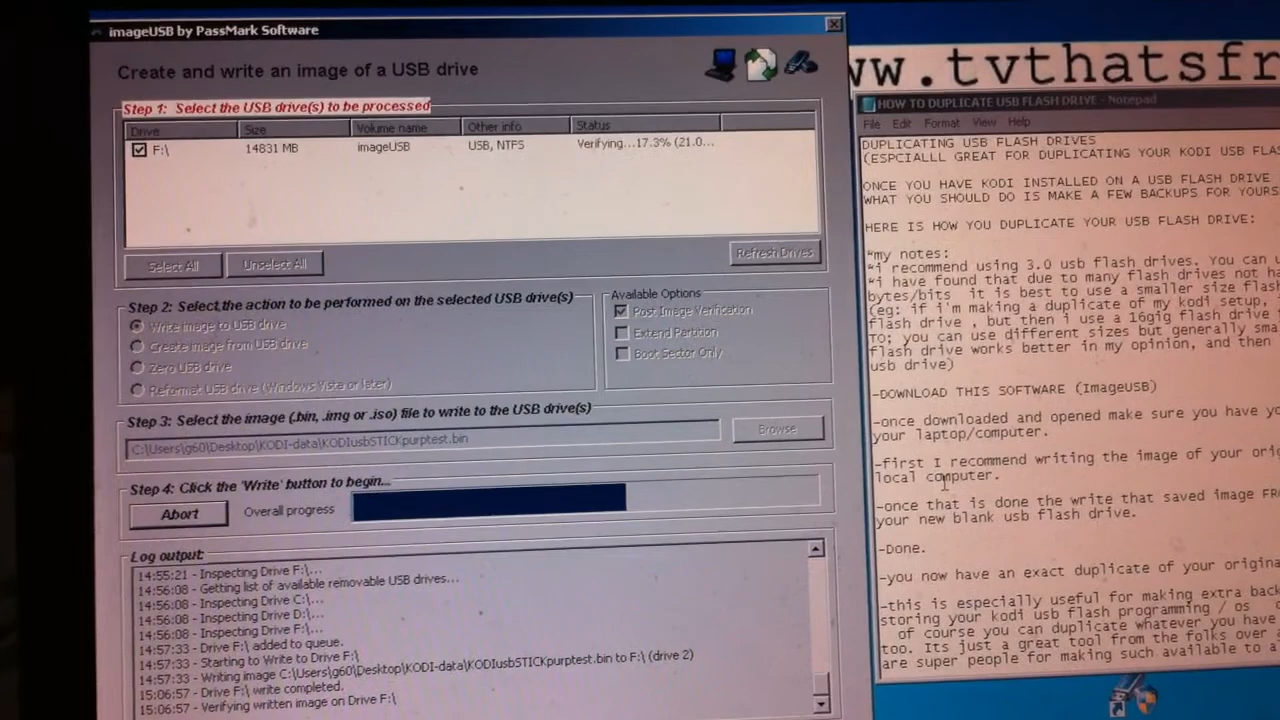 imageUSB by PassMark Software
Create and write an image of a USB drive
Step 1: Select the USB drive(s) to be processed
Drive Size Volume name Other info Status
F:\ 14831 MB imageUSB USB, NTFS Verifying...17.3% (21.0...
Select All Unselect All Refresh Drives
Step 2: Select the action to be performed on the selected USB drive(s)
Write image to USB drive
Create image from USB drive
Zero USB drive
Reformat USB drive (Windows Vista or later)
Available Options
Post Image Verification
Extend Partition
Boot Sector Only
Step 3: Select the image (.bin, .img or .iso) file to write to the USB drive(s)
C:\Users\g60\Desktop\KODI-data\KODIusbSTICKpurptest.bin
Browse
Step 4: Click the 'Write' button to begin...
Abort Overall progress
Log output:
14:55:21 - Inspecting Drive F:\...
14:56:08 - Getting list of available removable USB drives...
14:56:08 - Inspecting Drive C:\...
14:56:08 - Inspecting Drive D:\...
14:56:08 - Inspecting Drive F:\...
14:57:33 - Drive F:\ added to queue.
14:57:33 - Starting to Write to Drive F:\
14:57:33 - Writing image C:\Users\g60\Desktop\KODI-data\KODIusbSTICKpurptest.bin to F:\ (drive 2)
15:06:57 - Drive F:\ write completed.
15:06:57 - Verifying written image on Drive F:\
ww.tvthatsfr
HOW TO DUPLICATE USB FLASH DRIVE - Notepad
File Edit Format View Help
DUPLICATING USB FLASH DRIVES
(ESPCIALLL GREAT FOR DUPLICATING YOUR KODI USB FLAS
ONCE YOU HAVE KODI INSTALLED ON A USB FLASH DRIVE
WHAT YOU SHOULD DO IS MAKE A FEW BACKUPS FOR YOURS
HERE IS HOW YOU DUPLICATE YOUR USB FLASH DRIVE:
*my notes:
*i recommend using 3.0 usb flash drives. You can u
*i have found that due to many flash drives not ha
bytes/bits it is best to use a smaller size flash
(eg: if i'm making a duplicate of my kodi setup,
flash drive , but then i use a 16gig flash drive
TO; you can use different sizes but generally sma
flash drive works better in my opinion, and then
usb drive)
-DOWNLOAD THIS SOFTWARE (ImageUSB)
-once downloaded and opened make sure you have yo
your laptop/computer.
-first I recommend writing the image of your orig
local computer.
-once that is done the write that saved image FRO
your new blank usb flash drive.
-Done.
-you now have an exact duplicate of your origina
-this is especially useful for making extra back
storing your kodi usb flash programming / os
of course you can duplicate whatever you have
too. Its just a great tool from the folks over
are super people for making such available to a